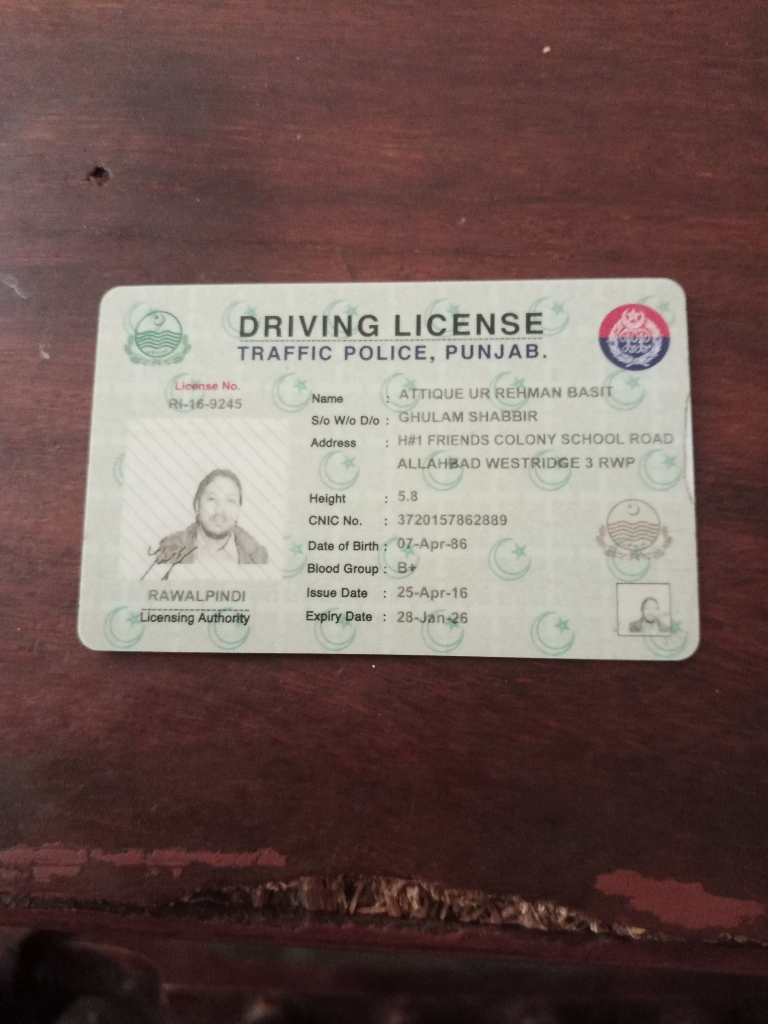 DRIVING LICENSE
TRAFFIC POLICE, PUNJAB.
License No.
RI-16-9245
Name : ATTIQUE UR REHMAN BASIT
S/o W/o D/o : GHULAM SHABBIR
Address : H#1 FRIENDS COLONY SCHOOL ROAD
ALLAHBAD WESTRIDGE 3 RWP
Height : 5.8
CNIC No. : 3720157862889
Date of Birth : 07-Apr-86
Blood Group : B+
Issue Date : 25-Apr-16
Expiry Date : 28-Jan-26
RAWALPINDI
Licensing Authority